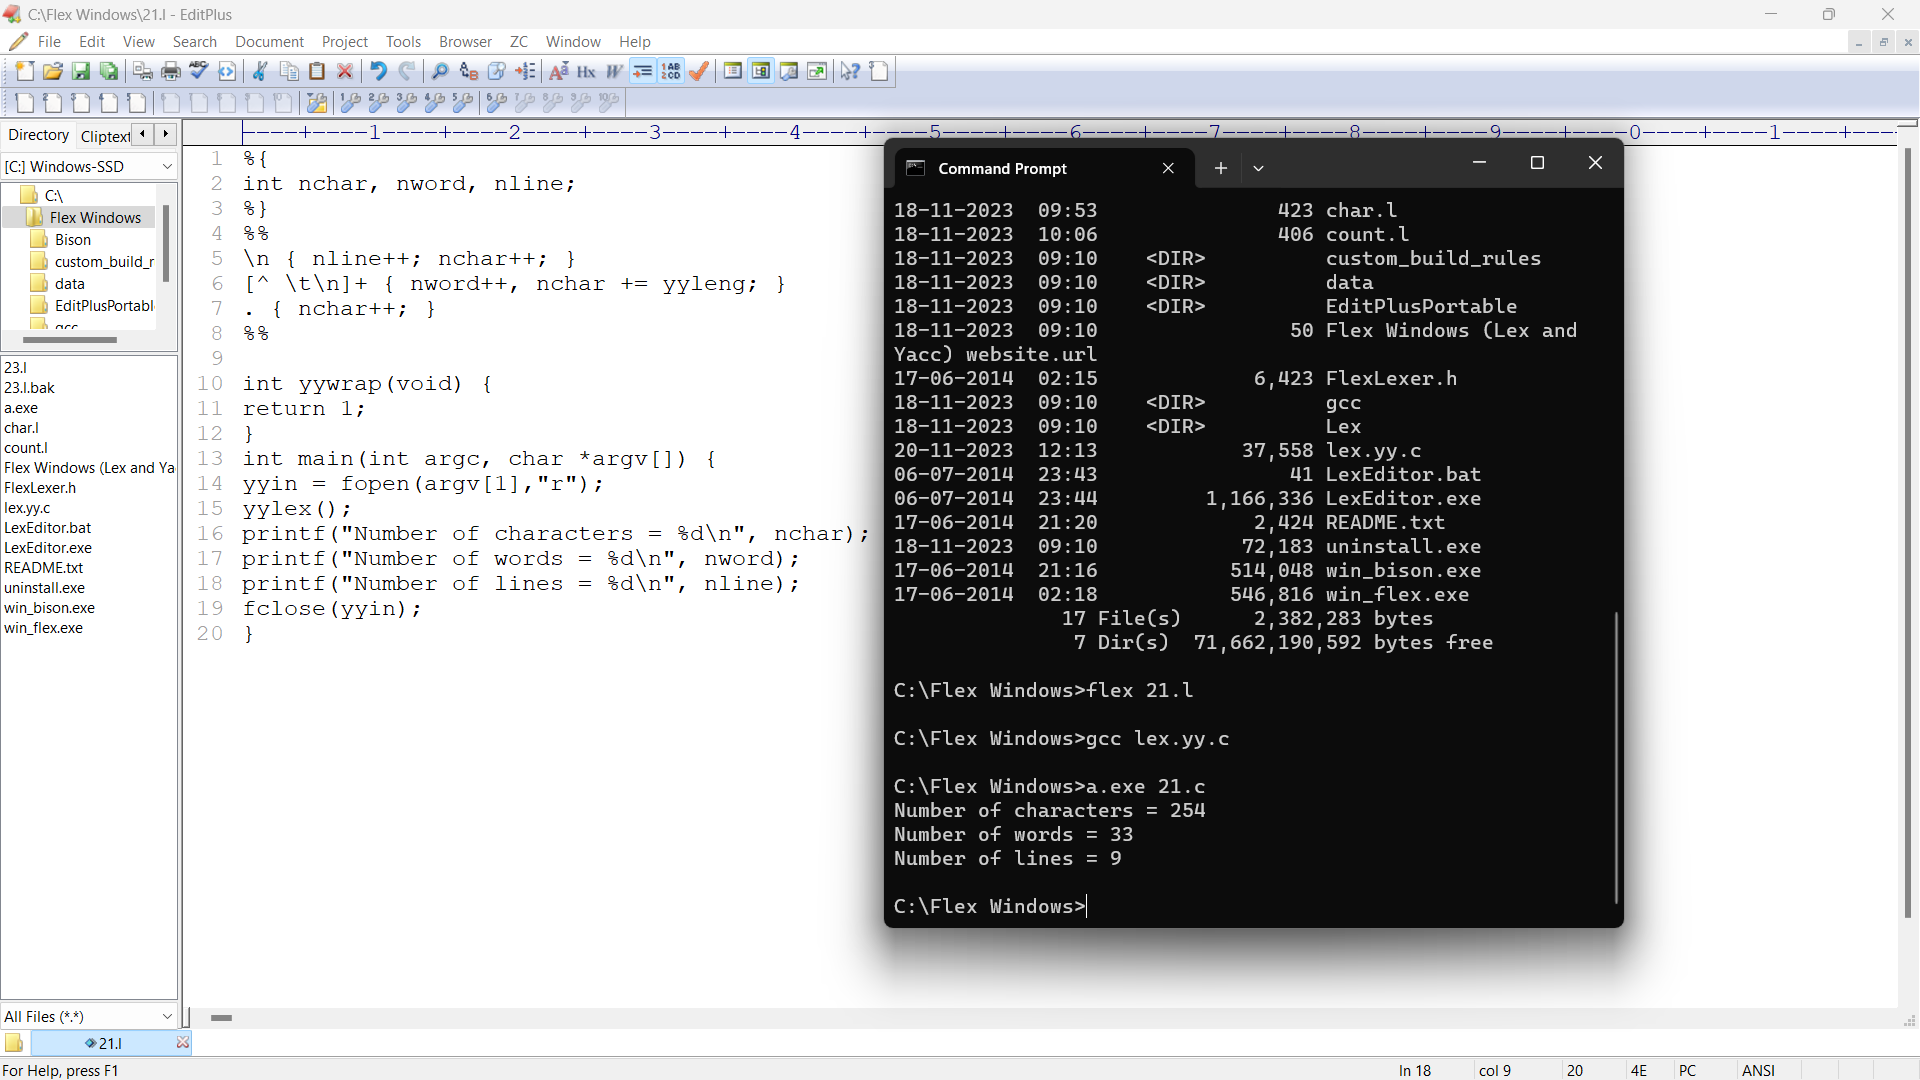 C:\Flex Windows\21.l - EditPlus
File Edit View Search Document Project Tools Browser ZC Window Help
Directory Cliptext
[C:] Windows-SSD
C:\
Flex Windows
Bison
custom_build_r
data
EditPlusPortabl
gcc
23.l
23.l.bak
a.exe
char.l
count.l
Flex Windows (Lex and Ya
FlexLexer.h
lex.yy.c
LexEditor.bat
LexEditor.exe
README.txt
uninstall.exe
win_bison.exe
win_flex.exe
All Files (*.*)
21.l
----+----1----+----2----+----3----+----4----+----5----+----6----+----7----+----8----+----9----+----0----+----1----+----
1 %{
2 int nchar, nword, nline;
3 %}
4 %%
5 \n { nline++; nchar++; }
6 [^ \t\n]+ { nword++, nchar += yyleng; }
7 . { nchar++; }
8 %%
9
10 int yywrap(void) {
11 return 1;
12 }
13 int main(int argc, char *argv[]) {
14 yyin = fopen(argv[1],"r");
15 yylex();
16 printf("Number of characters = %d\n", nchar);
17 printf("Number of words = %d\n", nword);
18 printf("Number of lines = %d\n", nline);
19 fclose(yyin);
20 }
Command Prompt
18-11-2023 09:53 423 char.l
18-11-2023 10:06 406 count.l
18-11-2023 09:10 <DIR> custom_build_rules
18-11-2023 09:10 <DIR> data
18-11-2023 09:10 <DIR> EditPlusPortable
18-11-2023 09:10 50 Flex Windows (Lex and
Yacc) website.url
17-06-2014 02:15 6,423 FlexLexer.h
18-11-2023 09:10 <DIR> gcc
18-11-2023 09:10 <DIR> Lex
20-11-2023 12:13 37,558 lex.yy.c
06-07-2014 23:43 41 LexEditor.bat
06-07-2014 23:44 1,166,336 LexEditor.exe
17-06-2014 21:20 2,424 README.txt
18-11-2023 09:10 72,183 uninstall.exe
17-06-2014 21:16 514,048 win_bison.exe
17-06-2014 02:18 546,816 win_flex.exe
17 File(s) 2,382,283 bytes
7 Dir(s) 71,662,190,592 bytes free
C:\Flex Windows>flex 21.l
C:\Flex Windows>gcc lex.yy.c
C:\Flex Windows>a.exe 21.c
Number of characters = 254
Number of words = 33
Number of lines = 9
C:\Flex Windows>
For Help, press F1 ln 18 col 9 20 4E PC ANSI